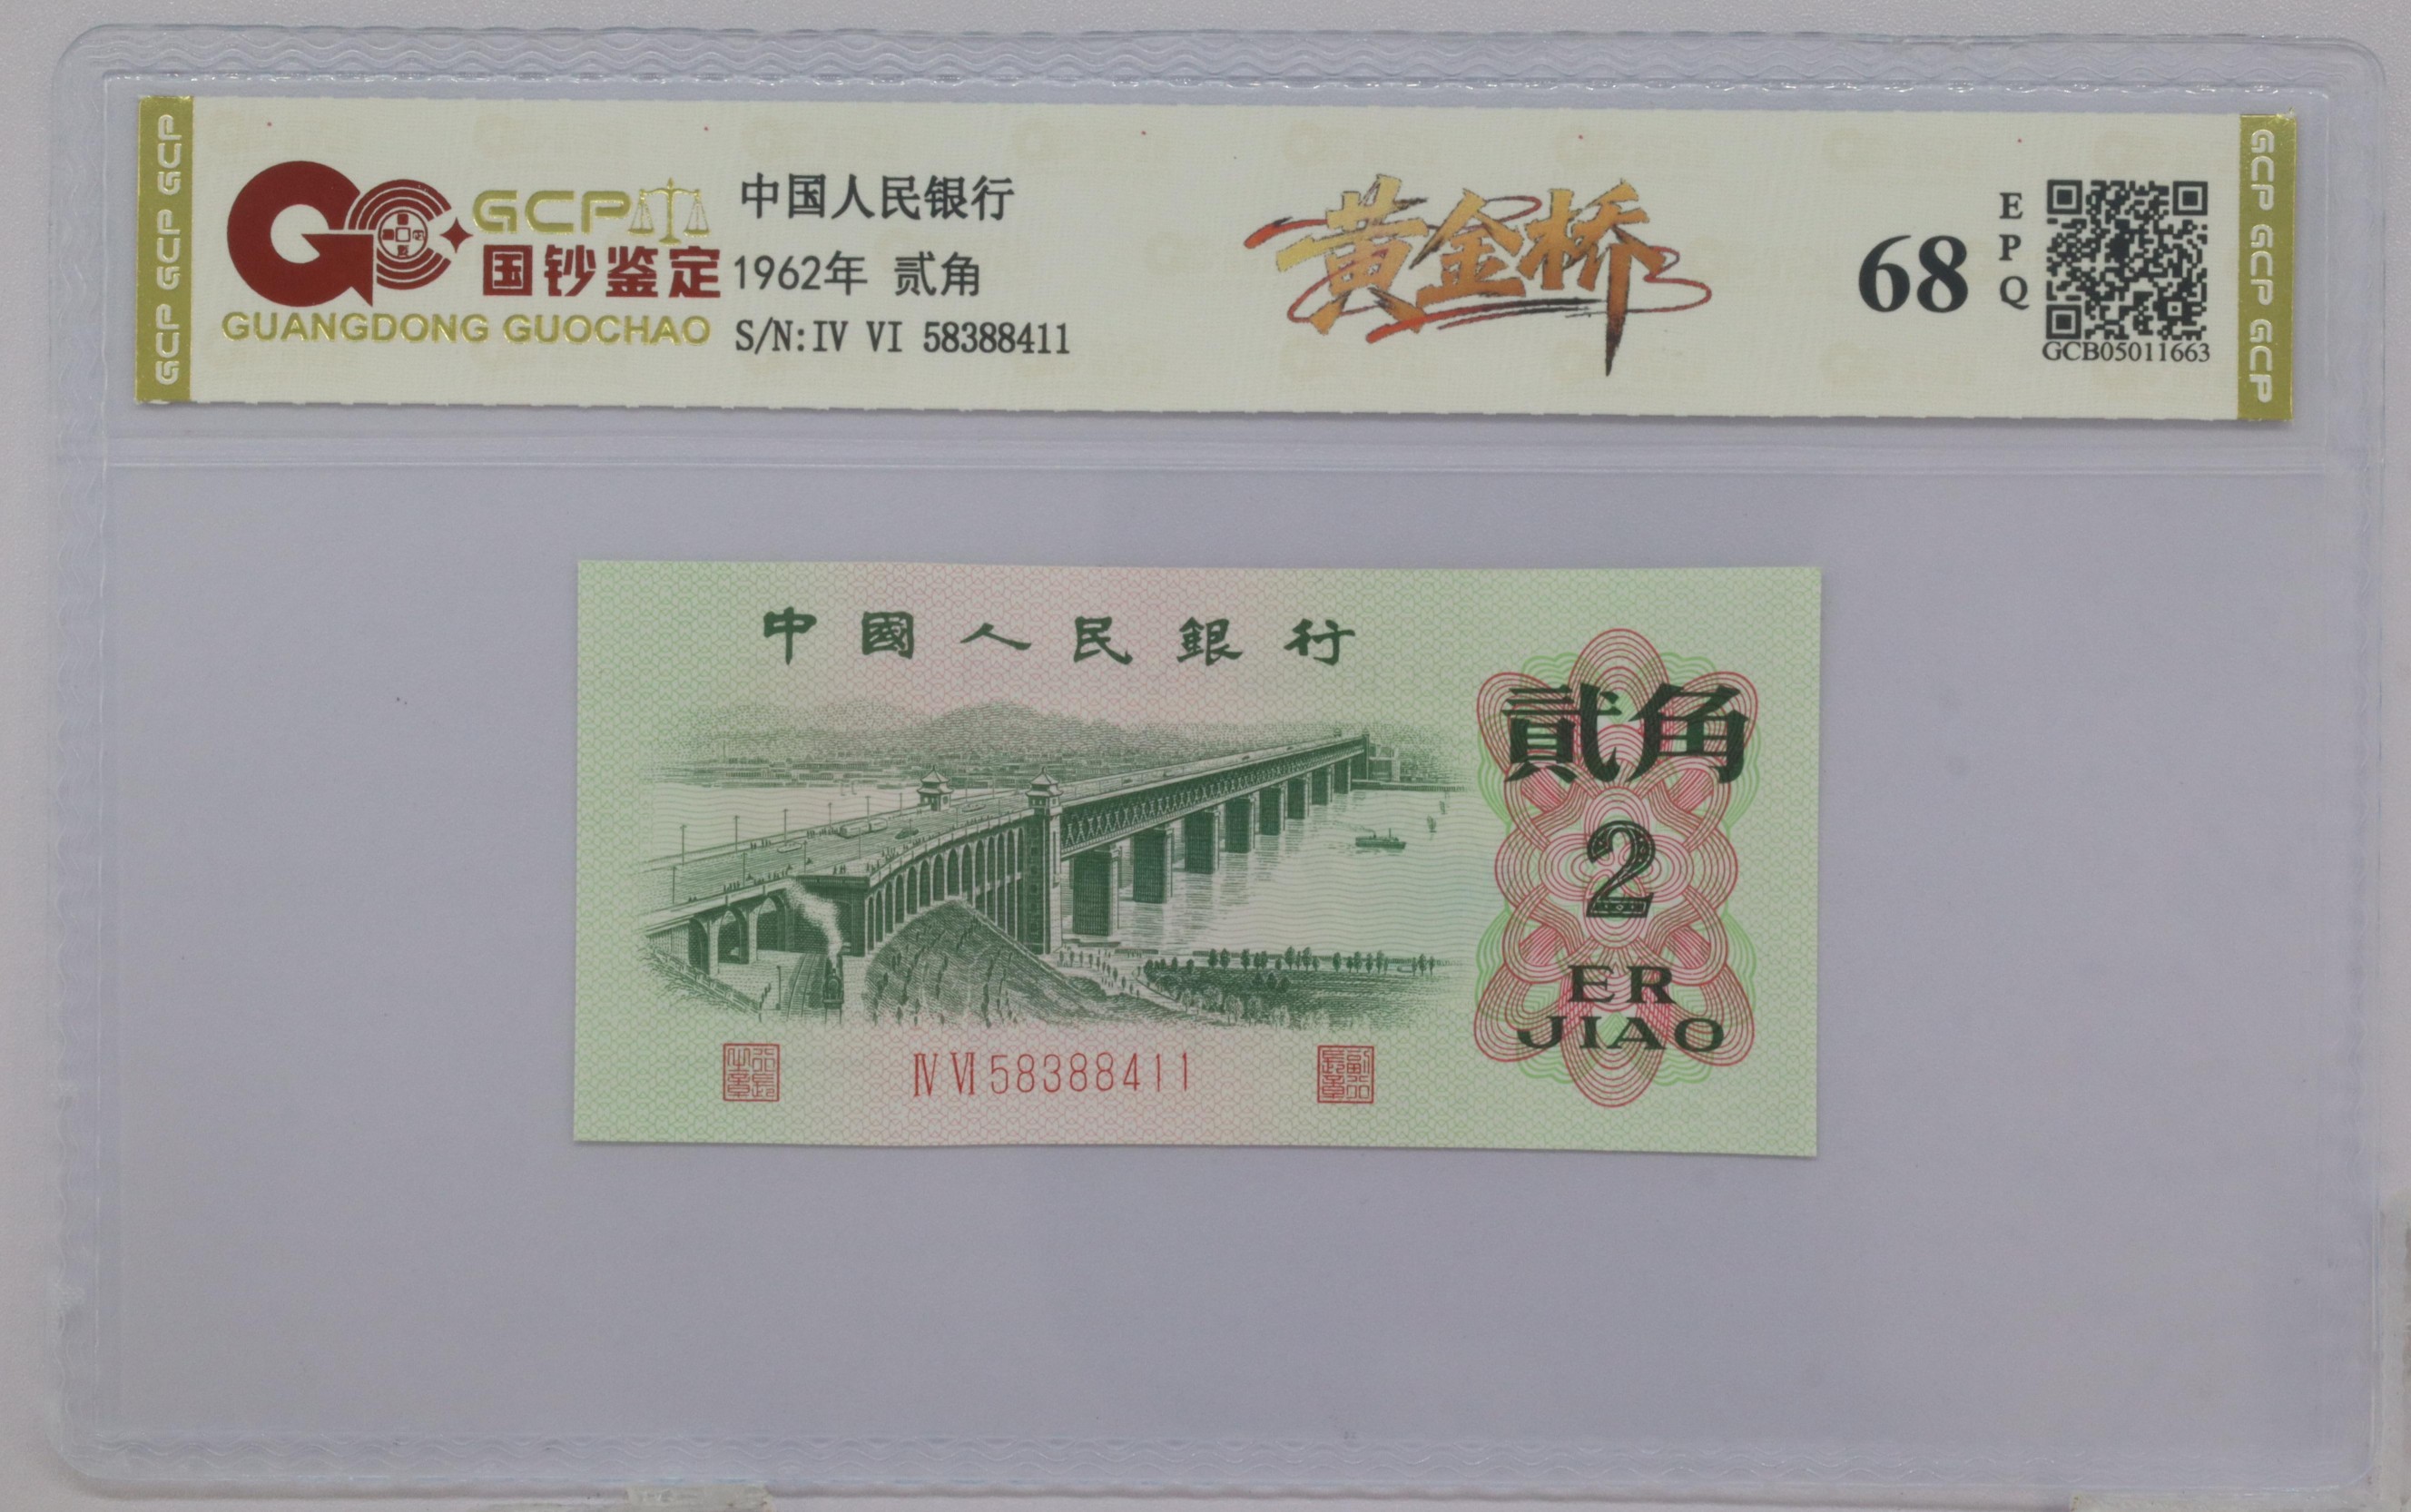 GCP GCP GCP
GCP
国钞鉴定
GUANGDONG GUOCHAO
中国人民银行
1962年 贰角
S/N:IV VI 58388411
黄金桥
68
EPQ
GCB05011663
GCP GCP GCP
中國人民銀行
貳角
2
ER
JIAO
Ⅳ Ⅵ 58388411